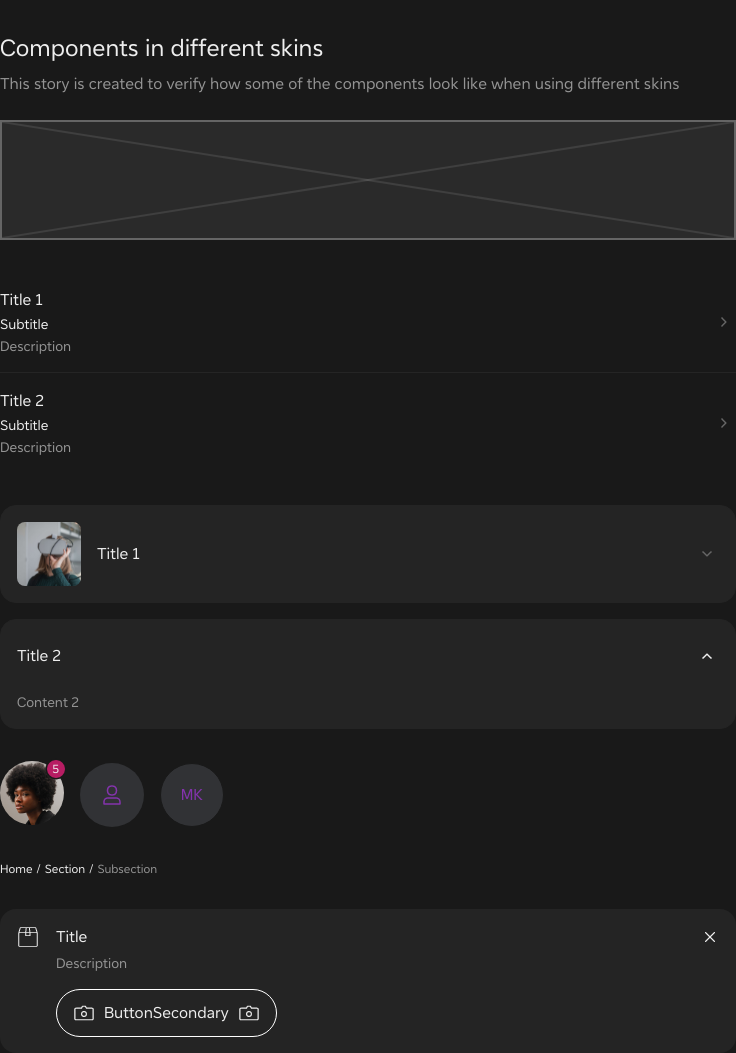 Components in different skins
This story is created to verify how some of the components look like when using different skins
Title 1
Subtitle
Description
Title 2
Subtitle
Description
Title 1
Title 2
Content 2
5
MK
Home / Section / Subsection
Title
Description
ButtonSecondary